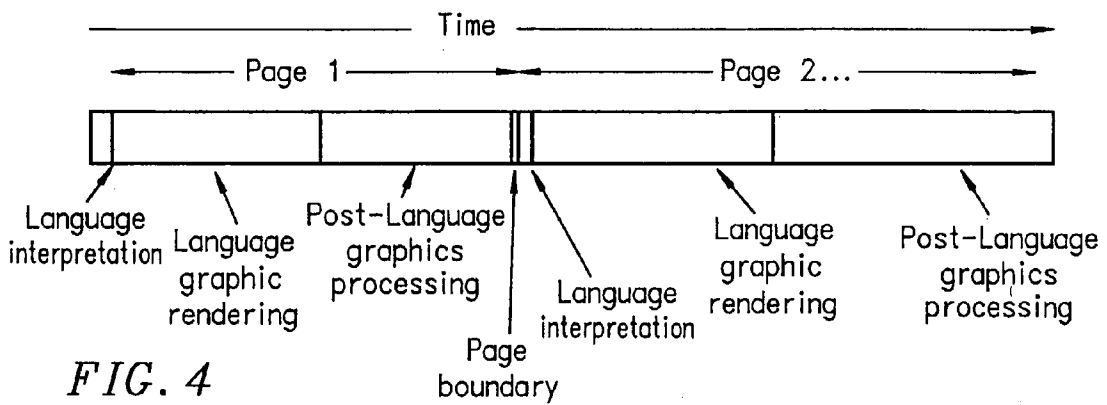 Time
Page 1
Page 2...
Language
interpretation
Language
graphic
rendering
Post-Language
graphics
processing
Page
boundary
Language
interpretation
Language
graphic
rendering
Post-Language
graphics
processing
FIG. 4